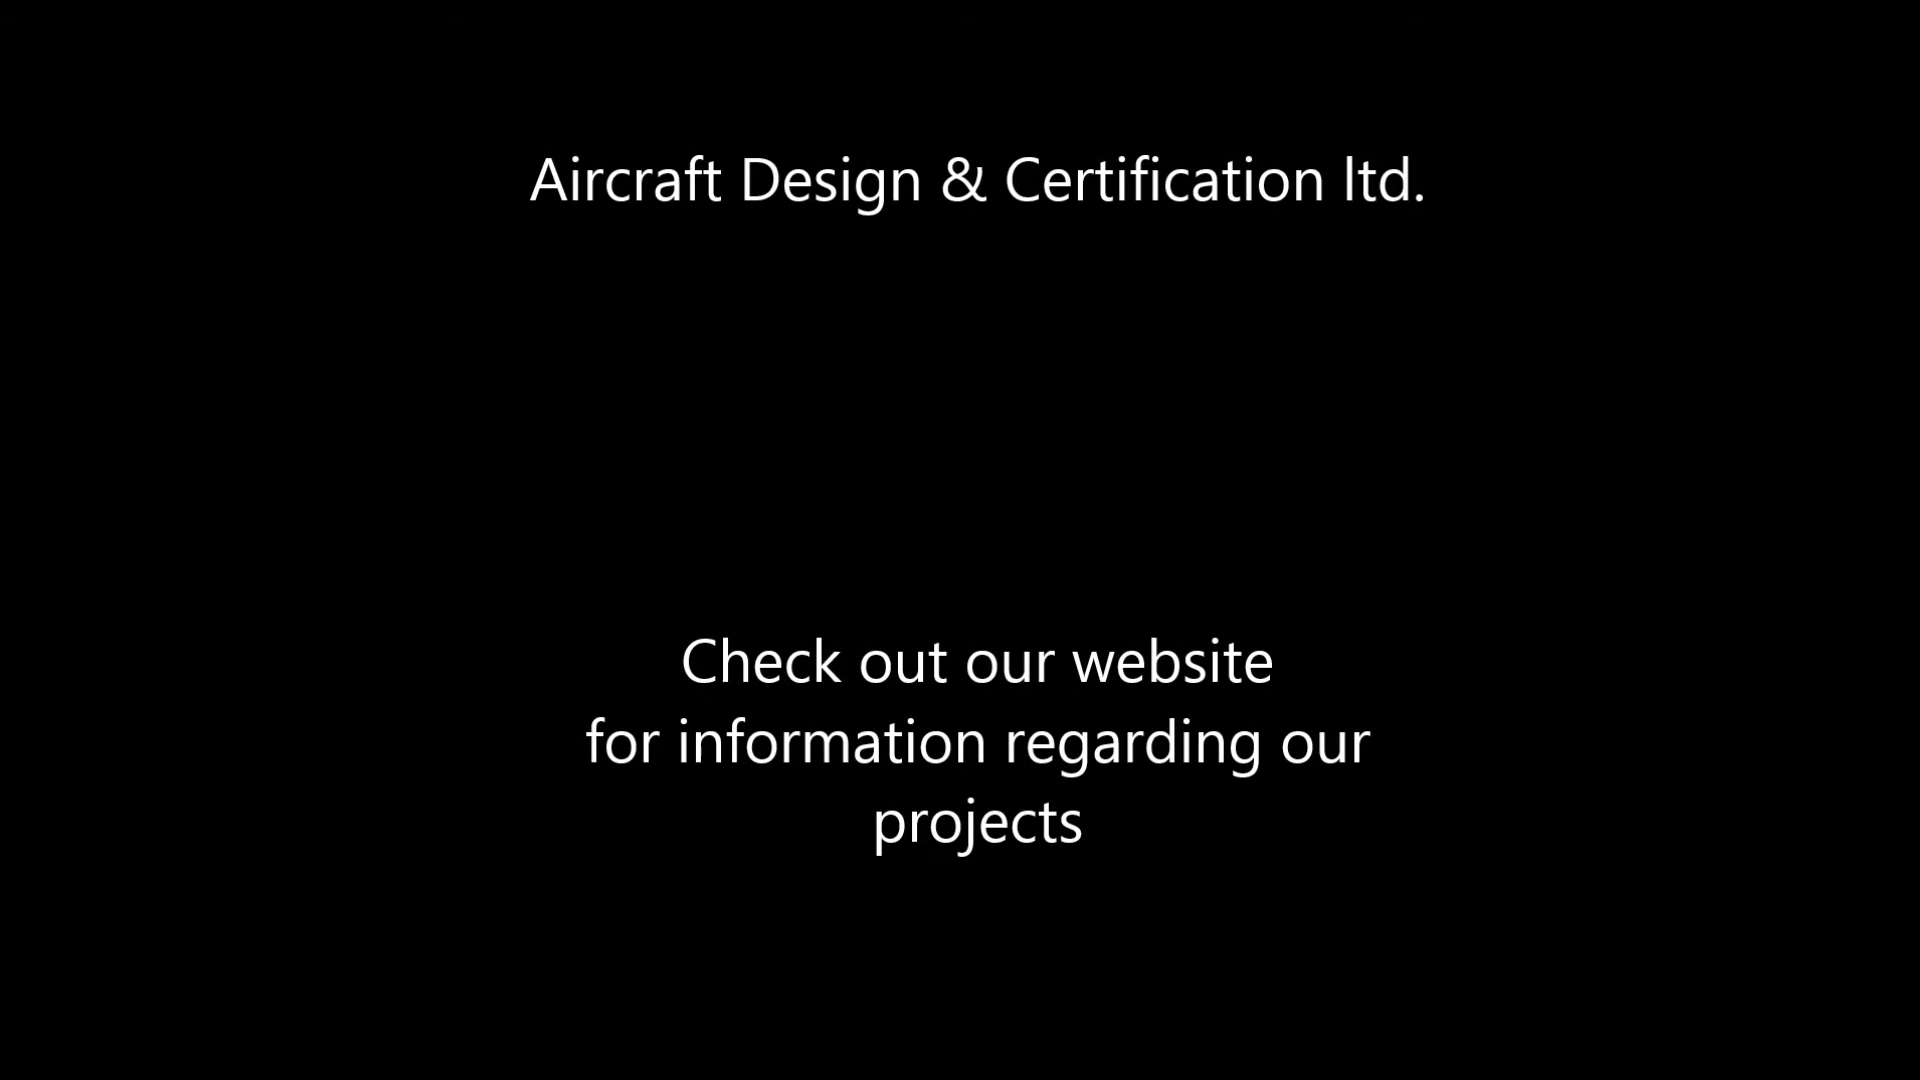 Aircraft Design & Certification ltd.
Check out our website
for information regarding our
projects